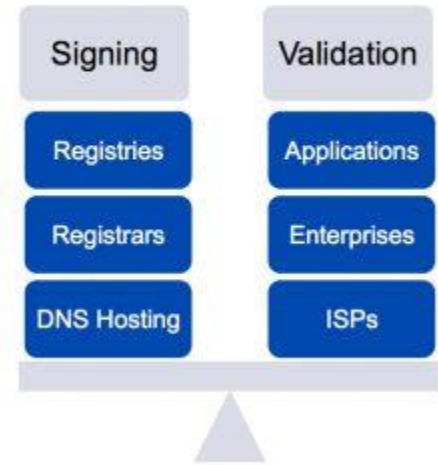 Signing
Registries
Registrars
DNS Hosting
Validation
Applications
Enterprises
ISPs